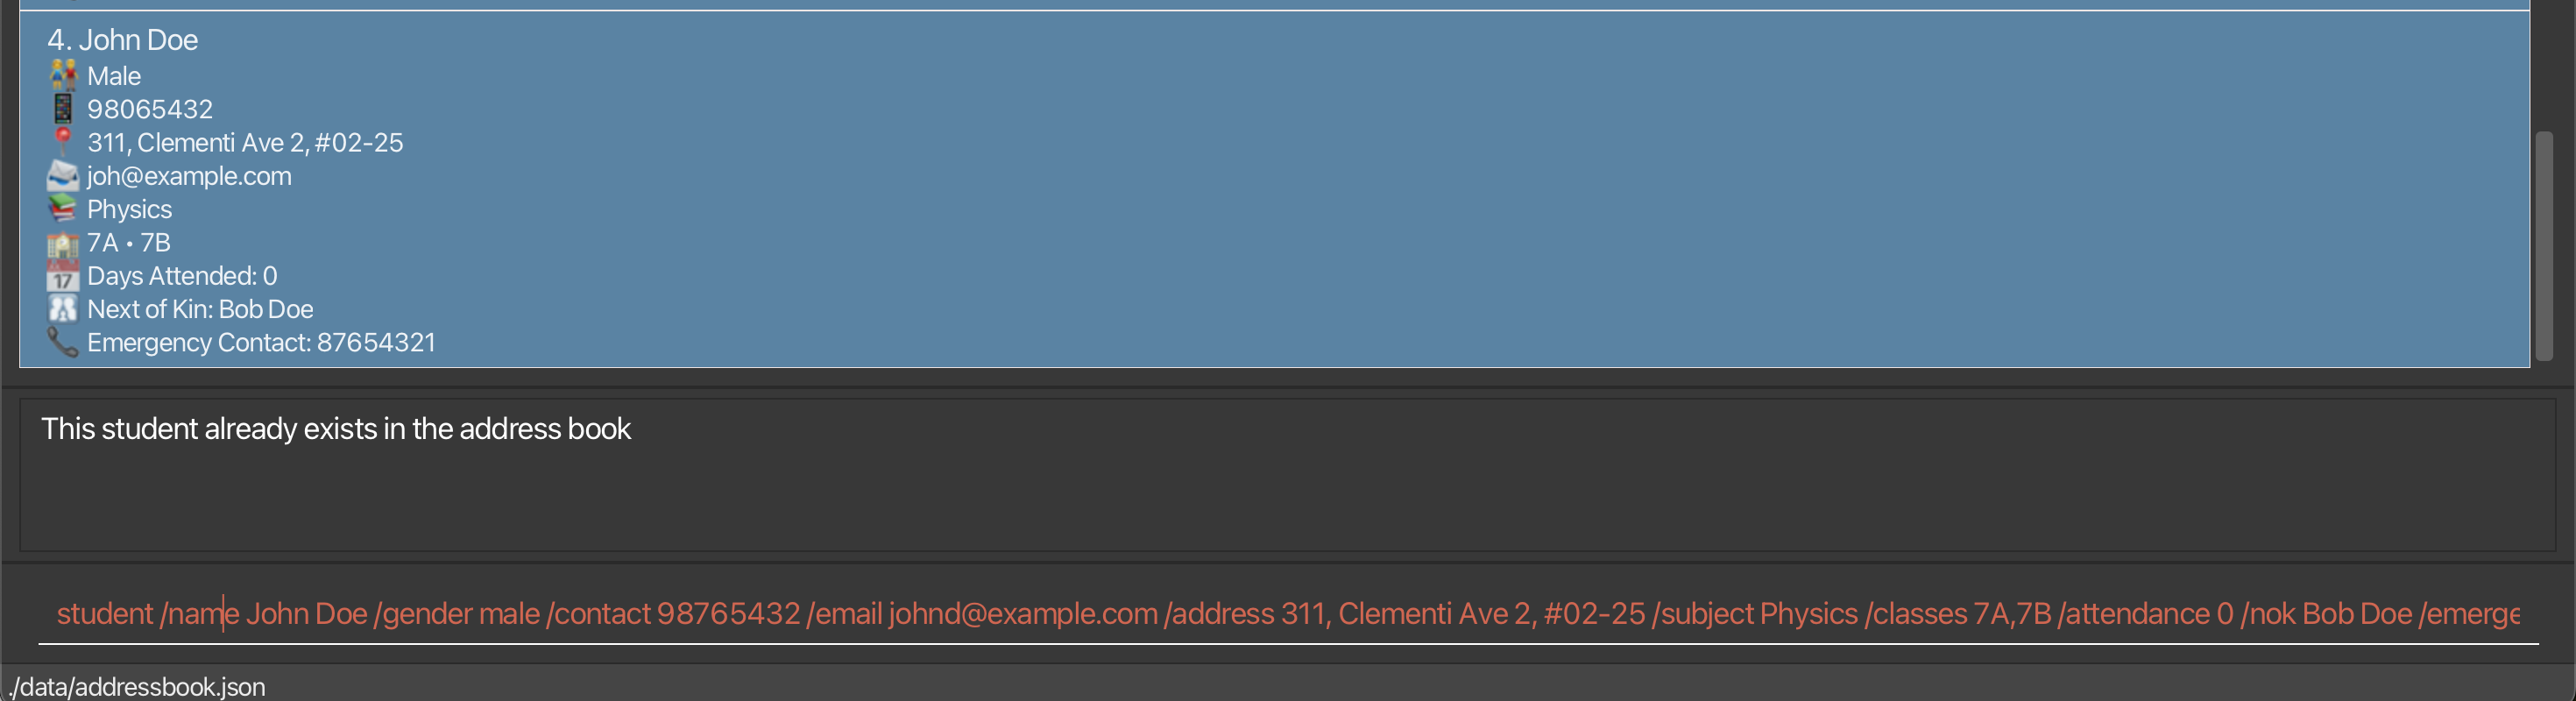 4. John Doe
Male
98065432
311, Clementi Ave 2, #02-25
joh@example.com
Physics
7A • 7B
17 Days Attended: 0
Next of Kin: Bob Doe
Emergency Contact: 87654321
This student already exists in the address book
student /name John Doe /gender male /contact 98765432 /email johnd@example.com /address 311, Clementi Ave 2, #02-25 /subject Physics /classes 7A,7B /attendance 0 /nok Bob Doe /emerge
./data/addressbook.json